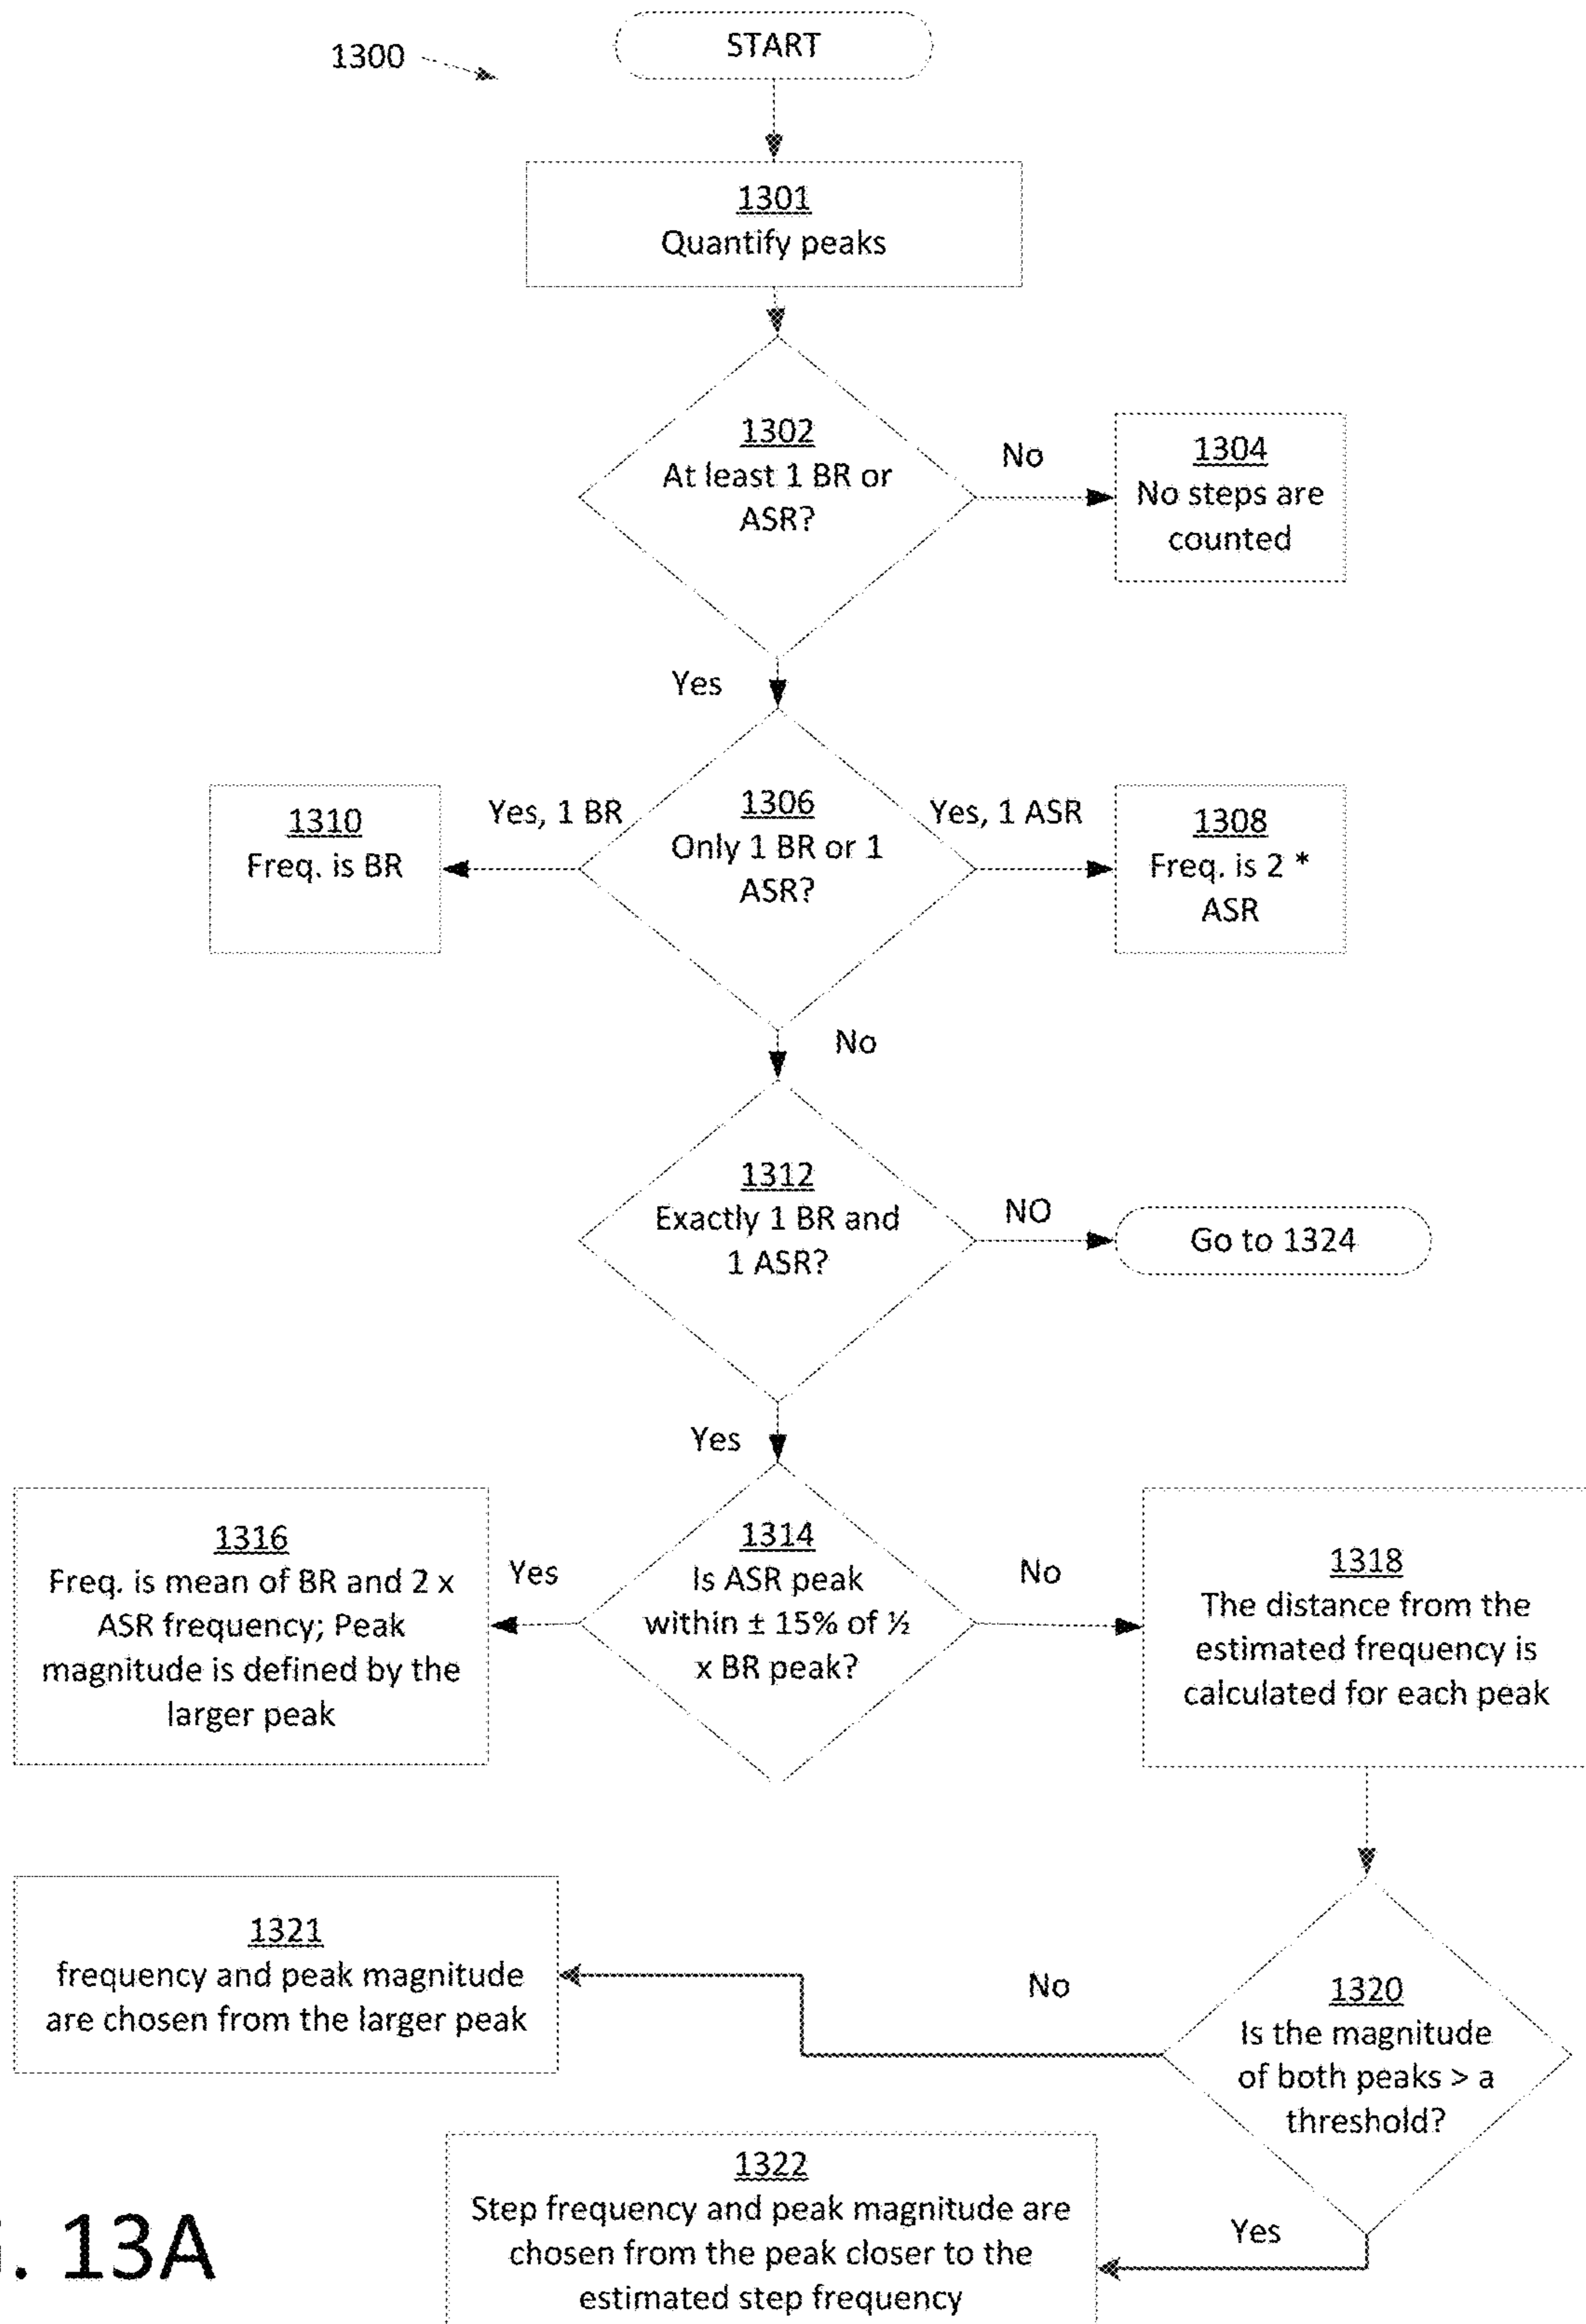 START
1300
1301
Quantify peaks
1302
At least 1 BR or
ASR?
No
1304
No steps are
counted
Yes
1310
Freq. is BR
Yes, 1 BR
1306
Only 1 BR or 1
ASR?
Yes, 1 ASR
1308
Freq. is 2 *
ASR
No
1312
Exactly 1 BR and
1 ASR?
NO
Go to 1324
Yes
1316
Freq. is mean of BR and 2 x
ASR frequency; Peak
magnitude is defined by the
larger peak
Yes
1314
Is ASR peak
within ± 15% of ½
x BR peak?
No
1318
The distance from the
estimated frequency is
calculated for each peak
1321
frequency and peak magnitude
are chosen from the larger peak
No
1320
Is the magnitude
of both peaks > a
threshold?
Yes
1322
Step frequency and peak magnitude are
chosen from the peak closer to the
estimated step frequency
. 13A